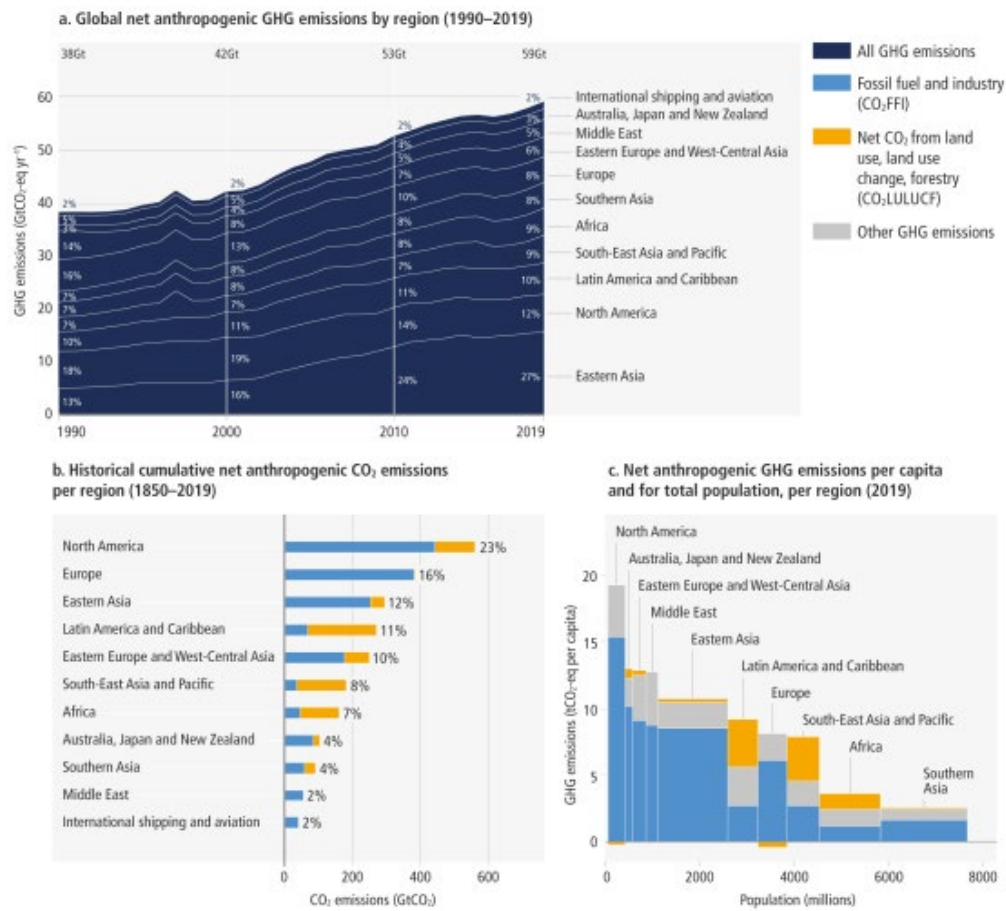 a. Global net anthropogenic GHG emissions by region (1990–2019)
38Gt 42Gt 53Gt 59Gt
GHG emissions (GtCO₂-eq yr⁻¹)
60
50
40
30
20
10
0
2%
5%
3%
14%
16%
2%
7%
7%
10%
18%
13%
2%
5%
4%
8%
13%
8%
8%
7%
11%
19%
16%
2%
4%
5%
7%
10%
8%
8%
7%
11%
14%
24%
2%
3%
5%
6%
8%
8%
9%
9%
10%
12%
27%
International shipping and aviation
Australia, Japan and New Zealand
Middle East
Eastern Europe and West-Central Asia
Europe
Southern Asia
Africa
South-East Asia and Pacific
Latin America and Caribbean
North America
Eastern Asia
1990 2000 2010 2019
All GHG emissions
Fossil fuel and industry
(CO₂FFI)
Net CO₂ from land
use, land use
change, forestry
(CO₂LULUCF)
Other GHG emissions
b. Historical cumulative net anthropogenic CO₂ emissions
per region (1850–2019)
North America 23%
Europe 16%
Eastern Asia 12%
Latin America and Caribbean 11%
Eastern Europe and West-Central Asia 10%
South-East Asia and Pacific 8%
Africa 7%
Australia, Japan and New Zealand 4%
Southern Asia 4%
Middle East 2%
International shipping and aviation 2%
0 200 400 600
CO₂ emissions (GtCO₂)
c. Net anthropogenic GHG emissions per capita
and for total population, per region (2019)
GHG emissions (tCO₂-eq per capita)
20
15
10
5
0
North America
Australia, Japan and New Zealand
Eastern Europe and West-Central Asia
Middle East
Eastern Asia
Latin America and Caribbean
Europe
South-East Asia and Pacific
Africa
Southern
Asia
0 2000 4000 6000 8000
Population (millions)